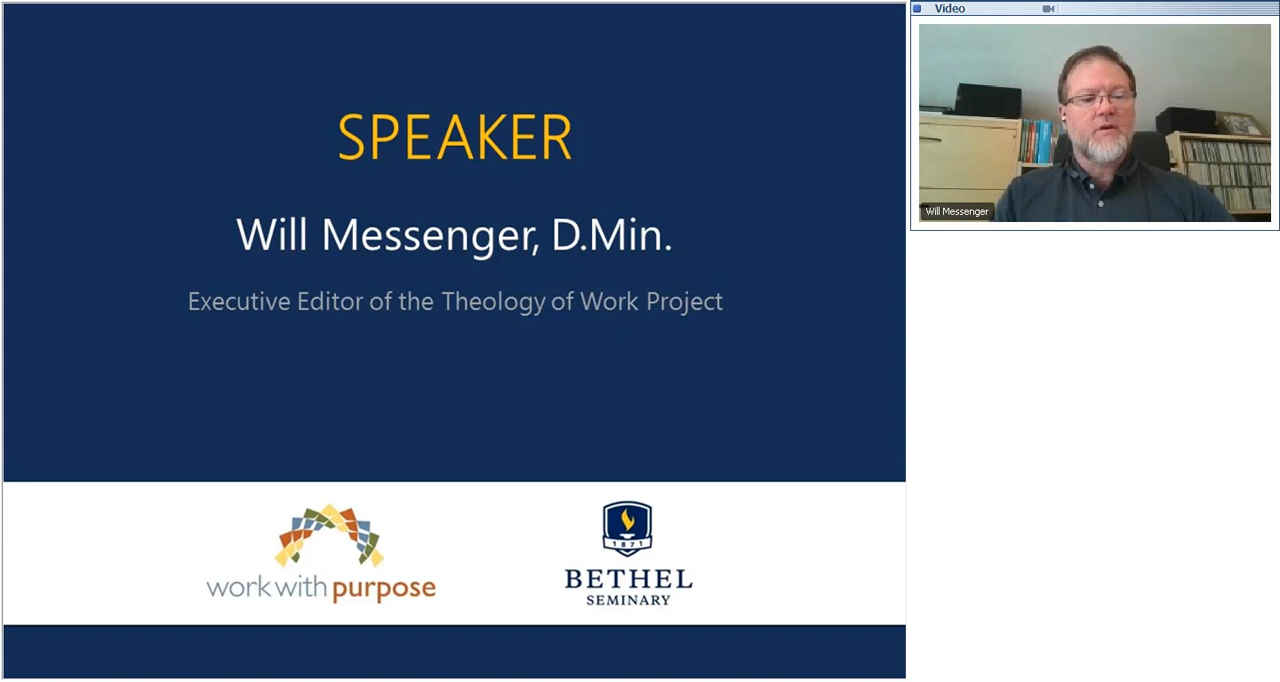 SPEAKER
Will Messenger, D.Min.
Executive Editor of the Theology of Work Project
work with purpose
1871
BETHEL
SEMINARY
Video
Will Messenger